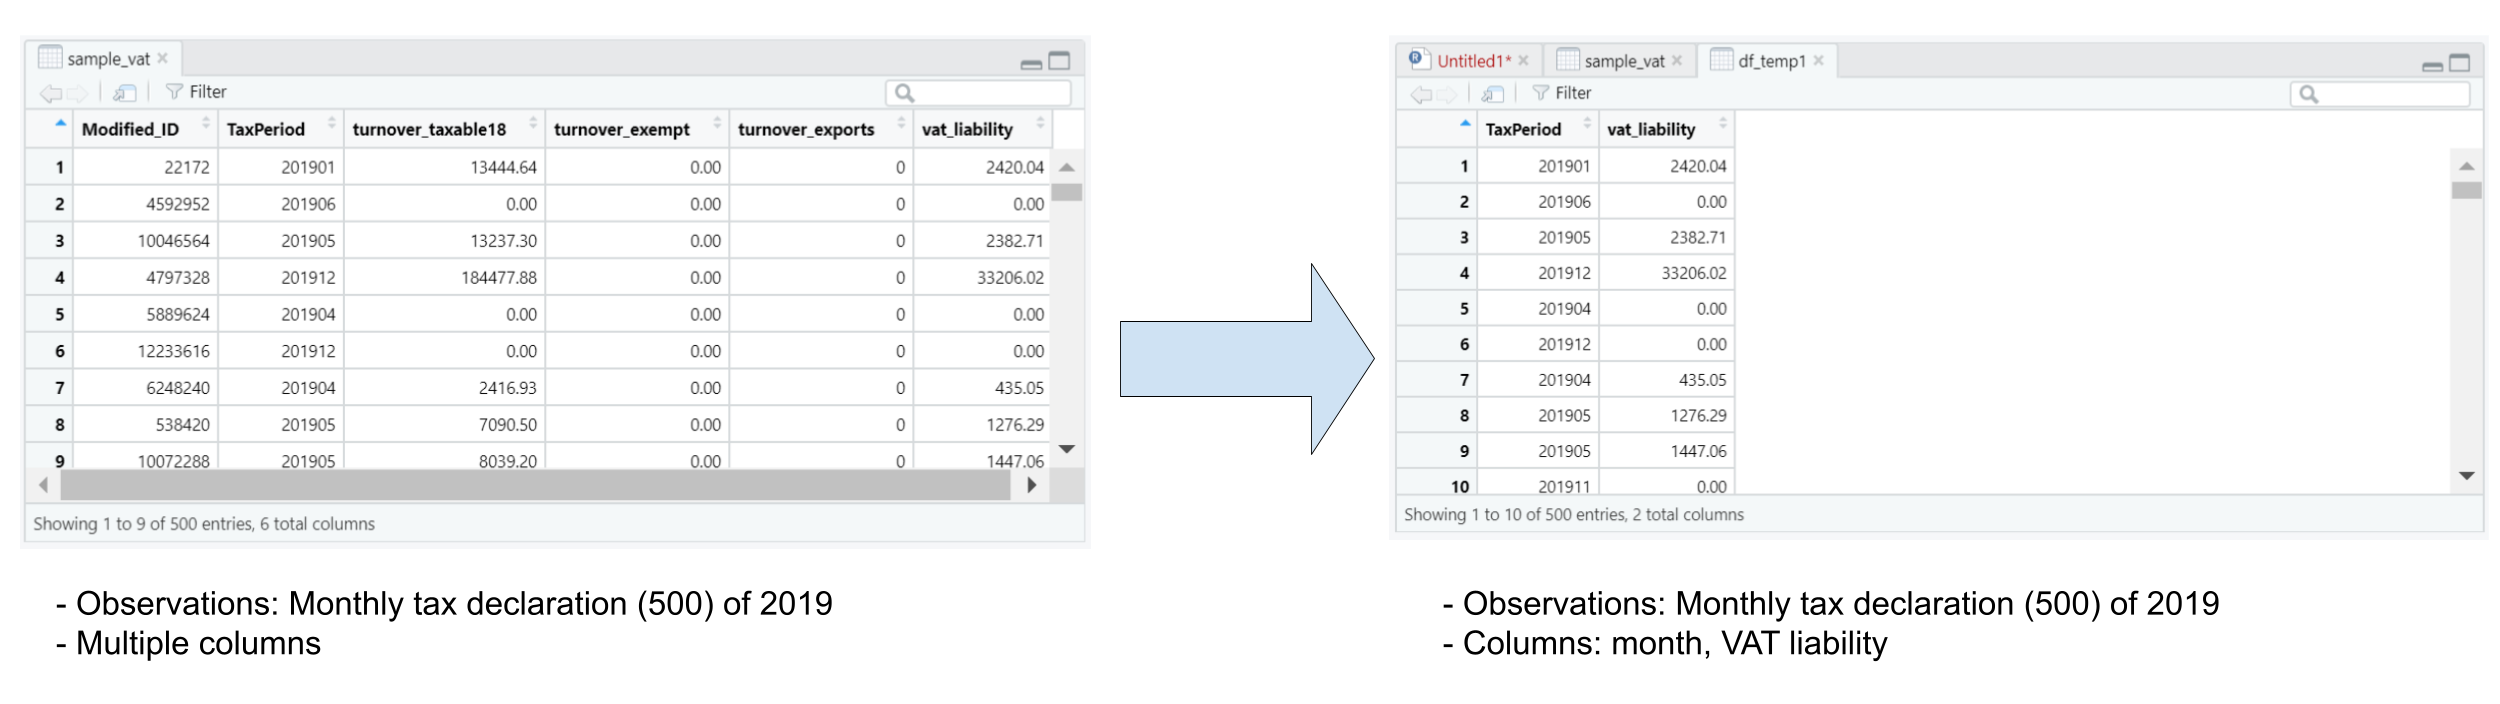 sample_vat
Filter
Modified_ID TaxPeriod turnover_taxable18 turnover_exempt turnover_exports vat_liability
1 22172 201901 13444.64 0.00 0 2420.04
2 4592952 201906 0.00 0.00 0 0.00
3 10046564 201905 13237.30 0.00 0 2382.71
4 4797328 201912 184477.88 0.00 0 33206.02
5 5889624 201904 0.00 0.00 0 0.00
6 12233616 201912 0.00 0.00 0 0.00
7 6248240 201904 2416.93 0.00 0 435.05
8 538420 201905 7090.50 0.00 0 1276.29
9 10072288 201905 8039.20 0.00 0 1447.06
Showing 1 to 9 of 500 entries, 6 total columns
- Observations: Monthly tax declaration (500) of 2019
- Multiple columns
R Untitled1* sample_vat df_temp1
Filter
TaxPeriod vat_liability
1 201901 2420.04
2 201906 0.00
3 201905 2382.71
4 201912 33206.02
5 201904 0.00
6 201912 0.00
7 201904 435.05
8 201905 1276.29
9 201905 1447.06
10 201911 0.00
Showing 1 to 10 of 500 entries, 2 total columns
- Observations: Monthly tax declaration (500) of 2019
- Columns: month, VAT liability